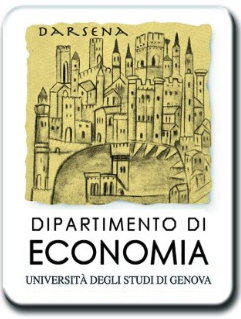 DARSENA
DIPARTIMENTO DI
ECONOMIA
UNIVERSITÀ DEGLI STUDI DI GENOVA